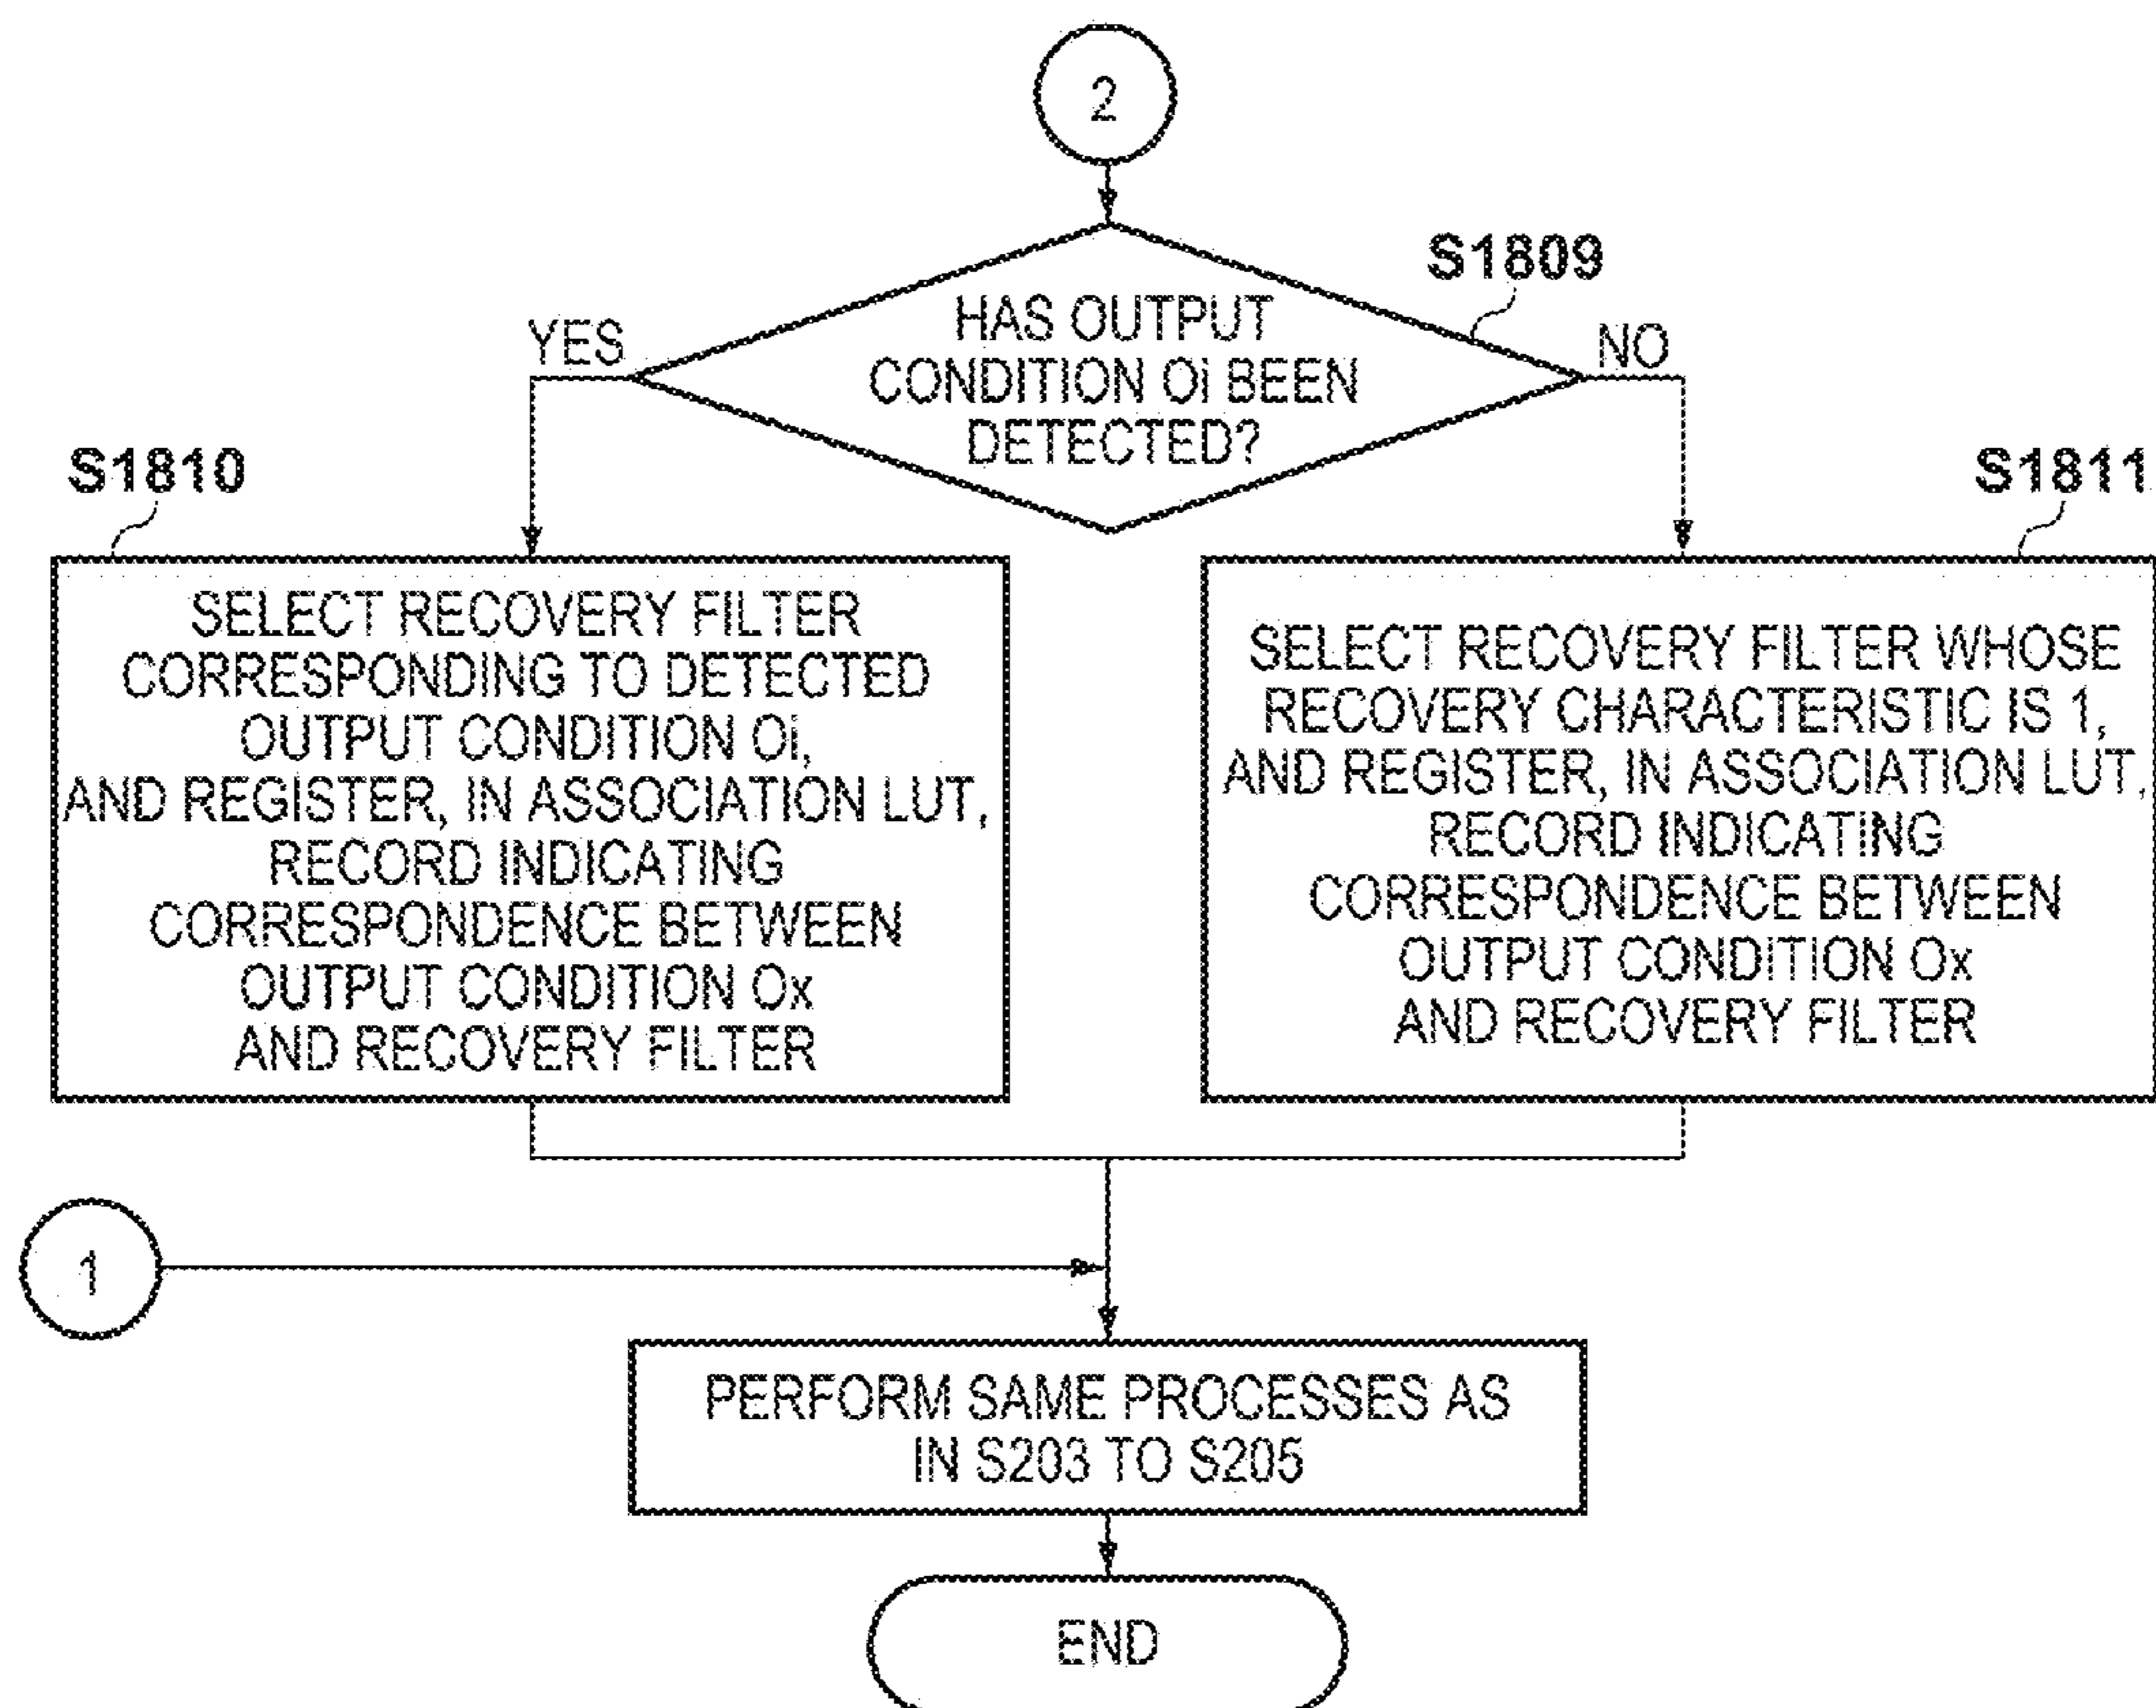 2
S1809
HAS OUTPUT
CONDITION Oi BEEN
DETECTED?
YES
NO
S1810
SELECT RECOVERY FILTER
CORRESPONDING TO DETECTED
OUTPUT CONDITION Oi,
AND REGISTER, IN ASSOCIATION LUT,
RECORD INDICATING
CORRESPONDENCE BETWEEN
OUTPUT CONDITION Ox
AND RECOVERY FILTER
S1811
SELECT RECOVERY FILTER WHOSE
RECOVERY CHARACTERISTIC IS 1,
AND REGISTER, IN ASSOCIATION LUT,
RECORD INDICATING
CORRESPONDENCE BETWEEN
OUTPUT CONDITION Ox
AND RECOVERY FILTER
1
PERFORM SAME PROCESSES AS
IN S203 TO S205
END